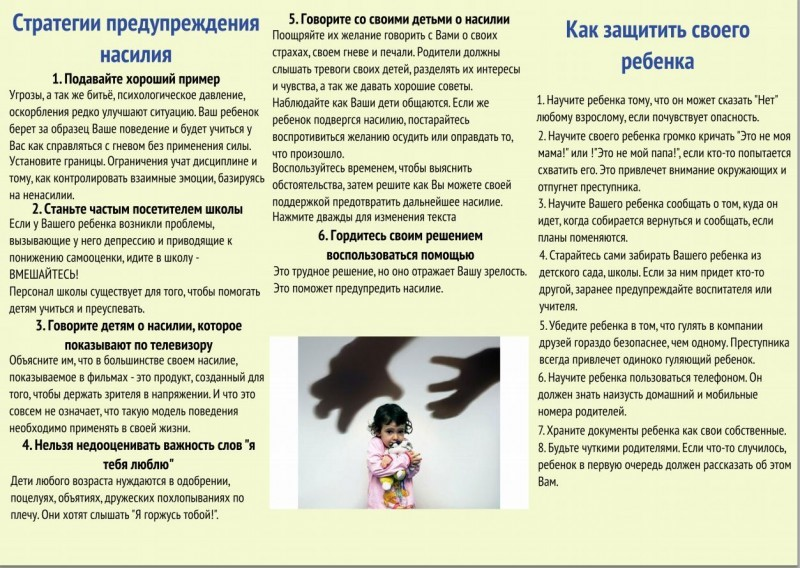 Стратегии предупреждения
насилия
1. Подавайте хороший пример
Угрозы, а так же битьё, психологическое давление,
оскорбления редко улучшают ситуацию. Ваш ребенок
берет за образец Ваше поведение и будет учиться у
Вас как справляться с гневом без применения силы.
Установите границы. Ограничения учат дисциплине и
тому, как контролировать взаимные эмоции, базируясь
на ненасилии.
2. Станьте частым посетителем школы
Если у Вашего ребенка возникли проблемы,
вызывающие у него депрессию и приводящие к
понижению самооценки, идите в школу -
ВМЕШАЙТЕСЬ!
Персонал школы существует для того, чтобы помогать
детям учиться и преуспевать.
3. Говорите детям о насилии, которое
показывают по телевизору
Объясните им, что в большинстве своем насилие,
показываемое в фильмах - это продукт, созданный для
того, чтобы держать зрителя в напряжении. И что это
совсем не означает, что такую модель поведения
необходимо применять в своей жизни.
4. Нельзя недооценивать важность слов "я
тебя люблю"
Дети любого возраста нуждаются в одобрении,
поцелуях, объятиях, дружеских похлопываниях по
плечу. Они хотят слышать "Я горжусь тобой!".
5. Говорите со своими детьми о насилии
Поощряйте их желание говорить с Вами о своих
страхах, своем гневе и печали. Родители должны
слышать тревоги своих детей, разделять их интересы
и чувства, а так же давать хорошие советы.
Наблюдайте как Ваши дети общаются. Если же
ребенок подвергся насилию, постарайтесь
воспротивиться желанию осудить или оправдать то,
что произошло.
Воспользуйтесь временем, чтобы выяснить
обстоятельства, затем решите как Вы можете своей
поддержкой предотвратить дальнейшее насилие.
Нажмите дважды для изменения текста
6. Гордитесь своим решением
воспользоваться помощью
Это трудное решение, но оно отражает Вашу зрелость.
Это поможет предупредить насилие.
Как защитить своего
ребенка
1. Научите ребенка тому, что он может сказать "Нет"
любому взрослому, если почувствует опасность.
2. Научите своего ребенка громко кричать "Это не моя
мама!" или !"Это не мой папа!", если кто-то попытается
схватить его. Это привлечет внимание окружающих и
отпугнет преступника.
3. Научите Вашего ребенка сообщать о том, куда он
идет, когда собирается вернуться и сообщать, если
планы поменяются.
4. Старайтесь сами забирать Вашего ребенка из
детского сада, школы. Если за ним придет кто-то
другой, заранее предупреждайте воспитателя или
учителя.
5. Убедите ребенка в том, что гулять в компании
друзей гораздо безопаснее, чем одному. Преступника
всегда привлечет одиноко гуляющий ребенок.
6. Научите ребенка пользоваться телефоном. Он
должен знать наизусть домашний и мобильные
номера родителей.
7. Храните документы ребенка как свои собственные.
8. Будьте чуткими родителями. Если что-то случилось,
ребенок в первую очередь должен рассказать об этом
Вам.